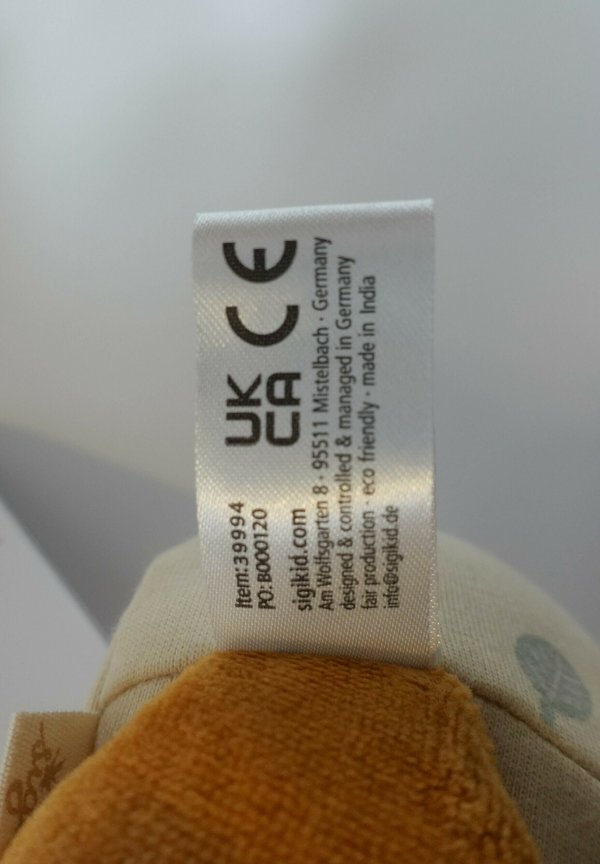 Item:39994
PO: B000120
UK
CA
CE
sigikid.com
Am Wolfsgarten 8 · 95511 Mistelbach · Germany
designed & controlled & managed in Germany
fair production · eco friendly · made in India
info@sigikid.de